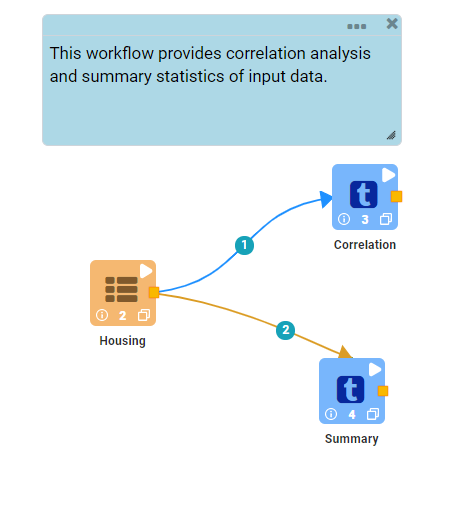 This workflow provides correlation analysis
and summary statistics of input data.
t
3
Correlation
1
2
Housing
2
t
4
Summary